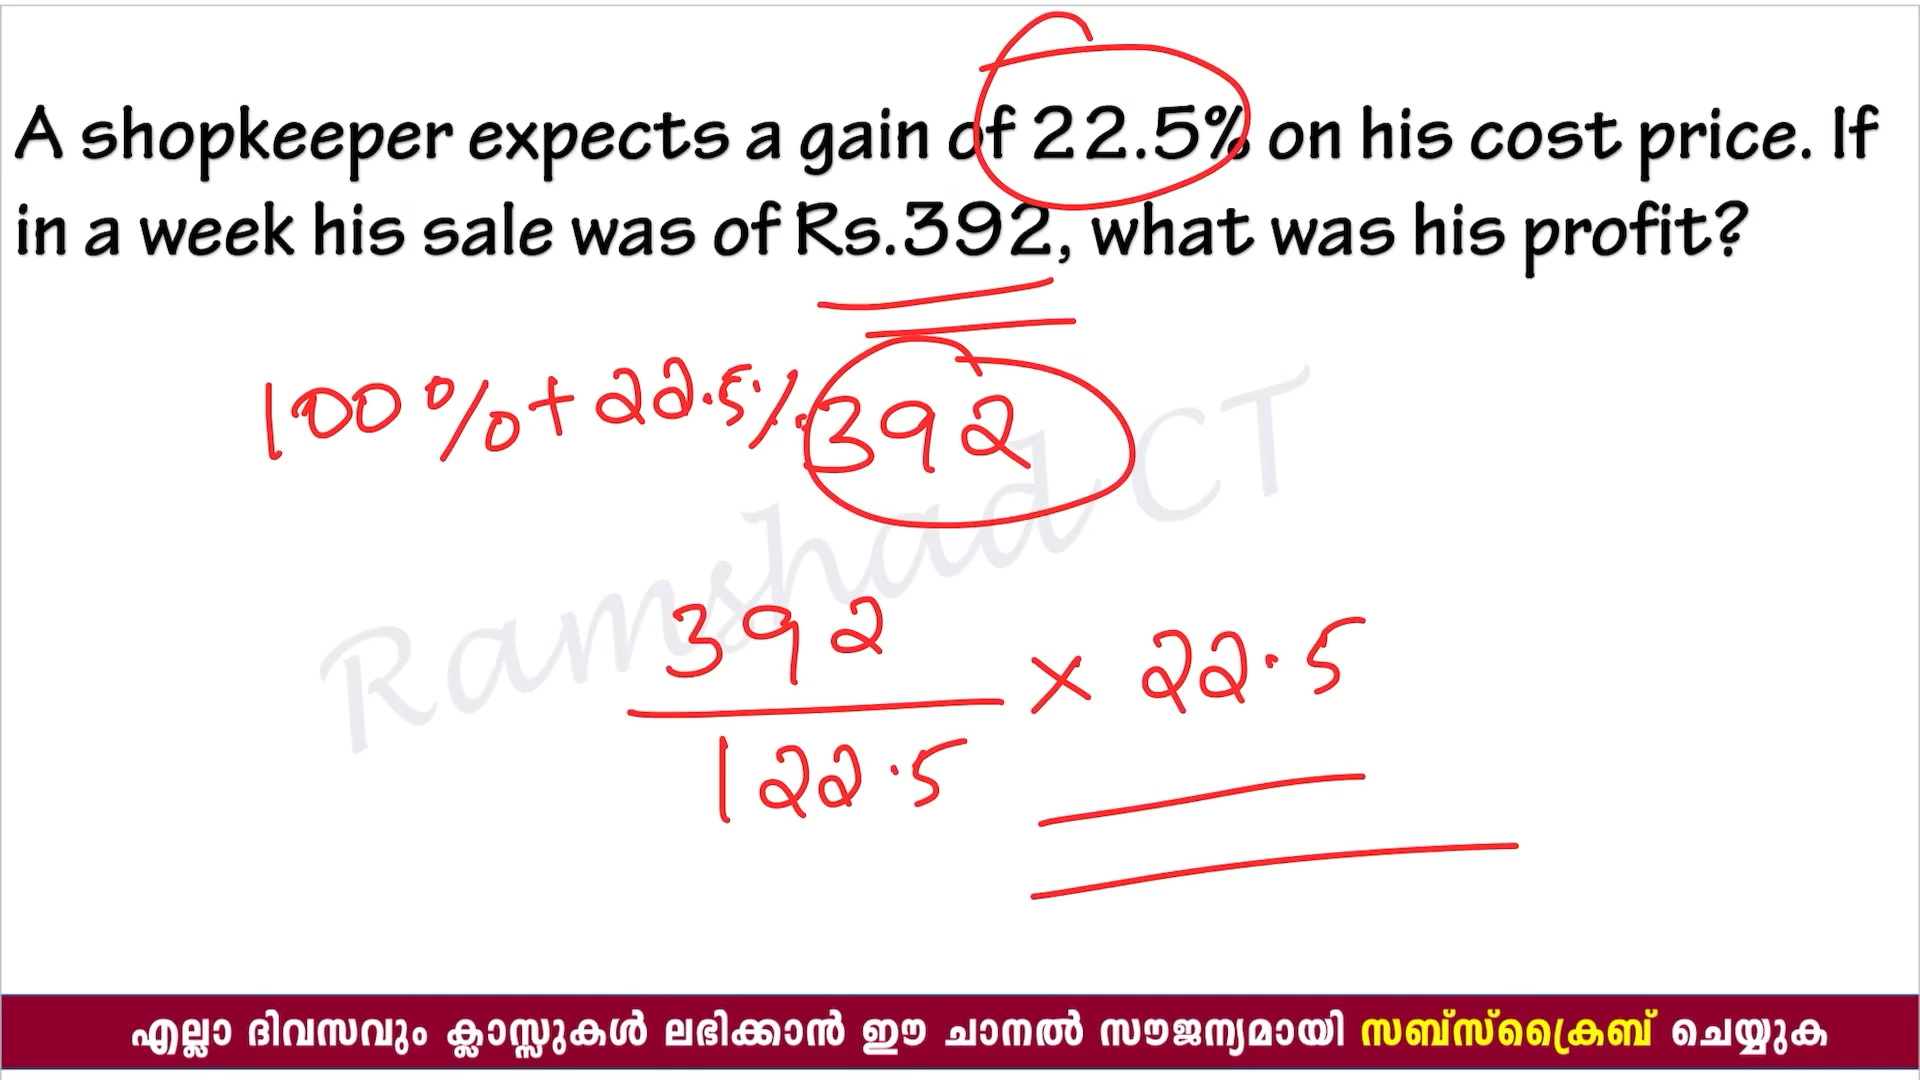 A shopkeeper expects a gain of 22.5% on his cost price. If
in a week his sale was of Rs.392, what was his profit?
100%+22.5% 392
Ramshad CT
392
× 22.5
122.5
എല്ലാ ദിവസവും ക്ലാസ്സുകൾ ലഭിക്കാൻ ഈ ചാനൽ സൗജന്യമായി സബ്സ്ക്രൈബ് ചെയ്യുക